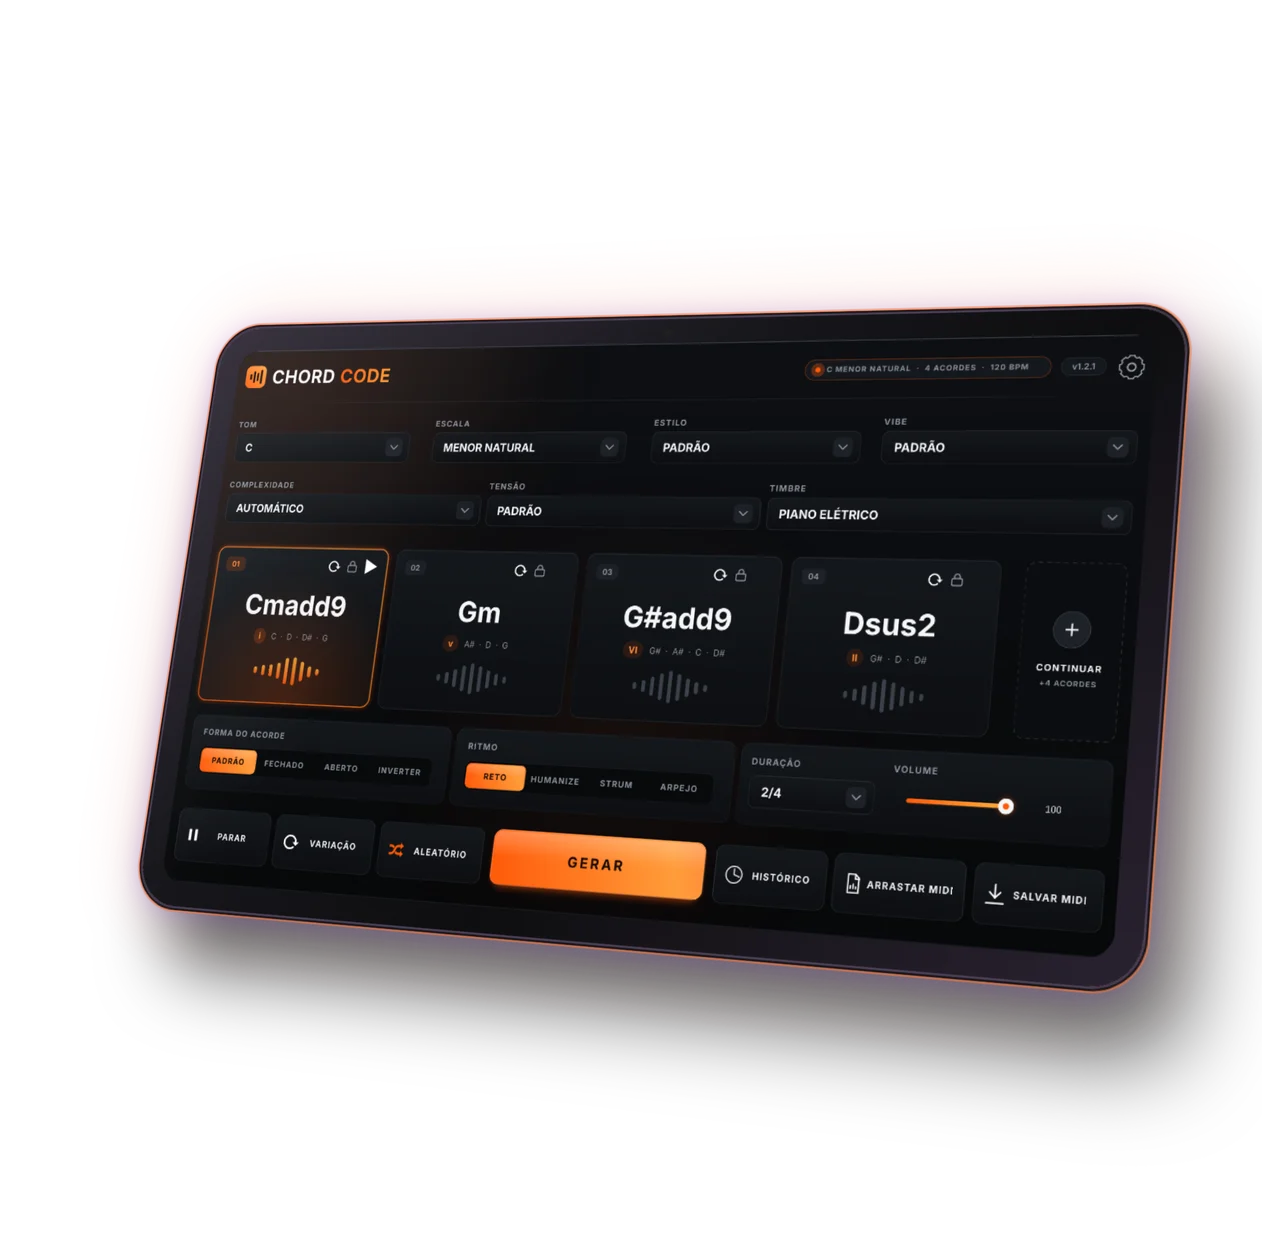 CHORD CODE
C MENOR NATURAL · 4 ACORDES · 120 BPM
v1.2.1
TOM
ESCALA
ESTILO
VIBE
C
MENOR NATURAL
PADRÃO
PADRÃO
COMPLEXIDADE
TENSÃO
TIMBRE
AUTOMÁTICO
PADRÃO
PIANO ELÉTRICO
01
Cmadd9
i C · D · D# · G
02
Gm
v A# · D · G
03
G#add9
VI G# · A# · C · D#
04
Dsus2
II G# · D · D#
CONTINUAR
+4 ACORDES
FORMA DO ACORDE
PADRÃO FECHADO ABERTO INVERTER
RITMO
RETO HUMANIZE STRUM ARPEJO
DURAÇÃO
2/4
VOLUME
100
PARAR
VARIAÇÃO
ALEATÓRIO
GERAR
HISTÓRICO
ARRASTAR MIDI
SALVAR MIDI